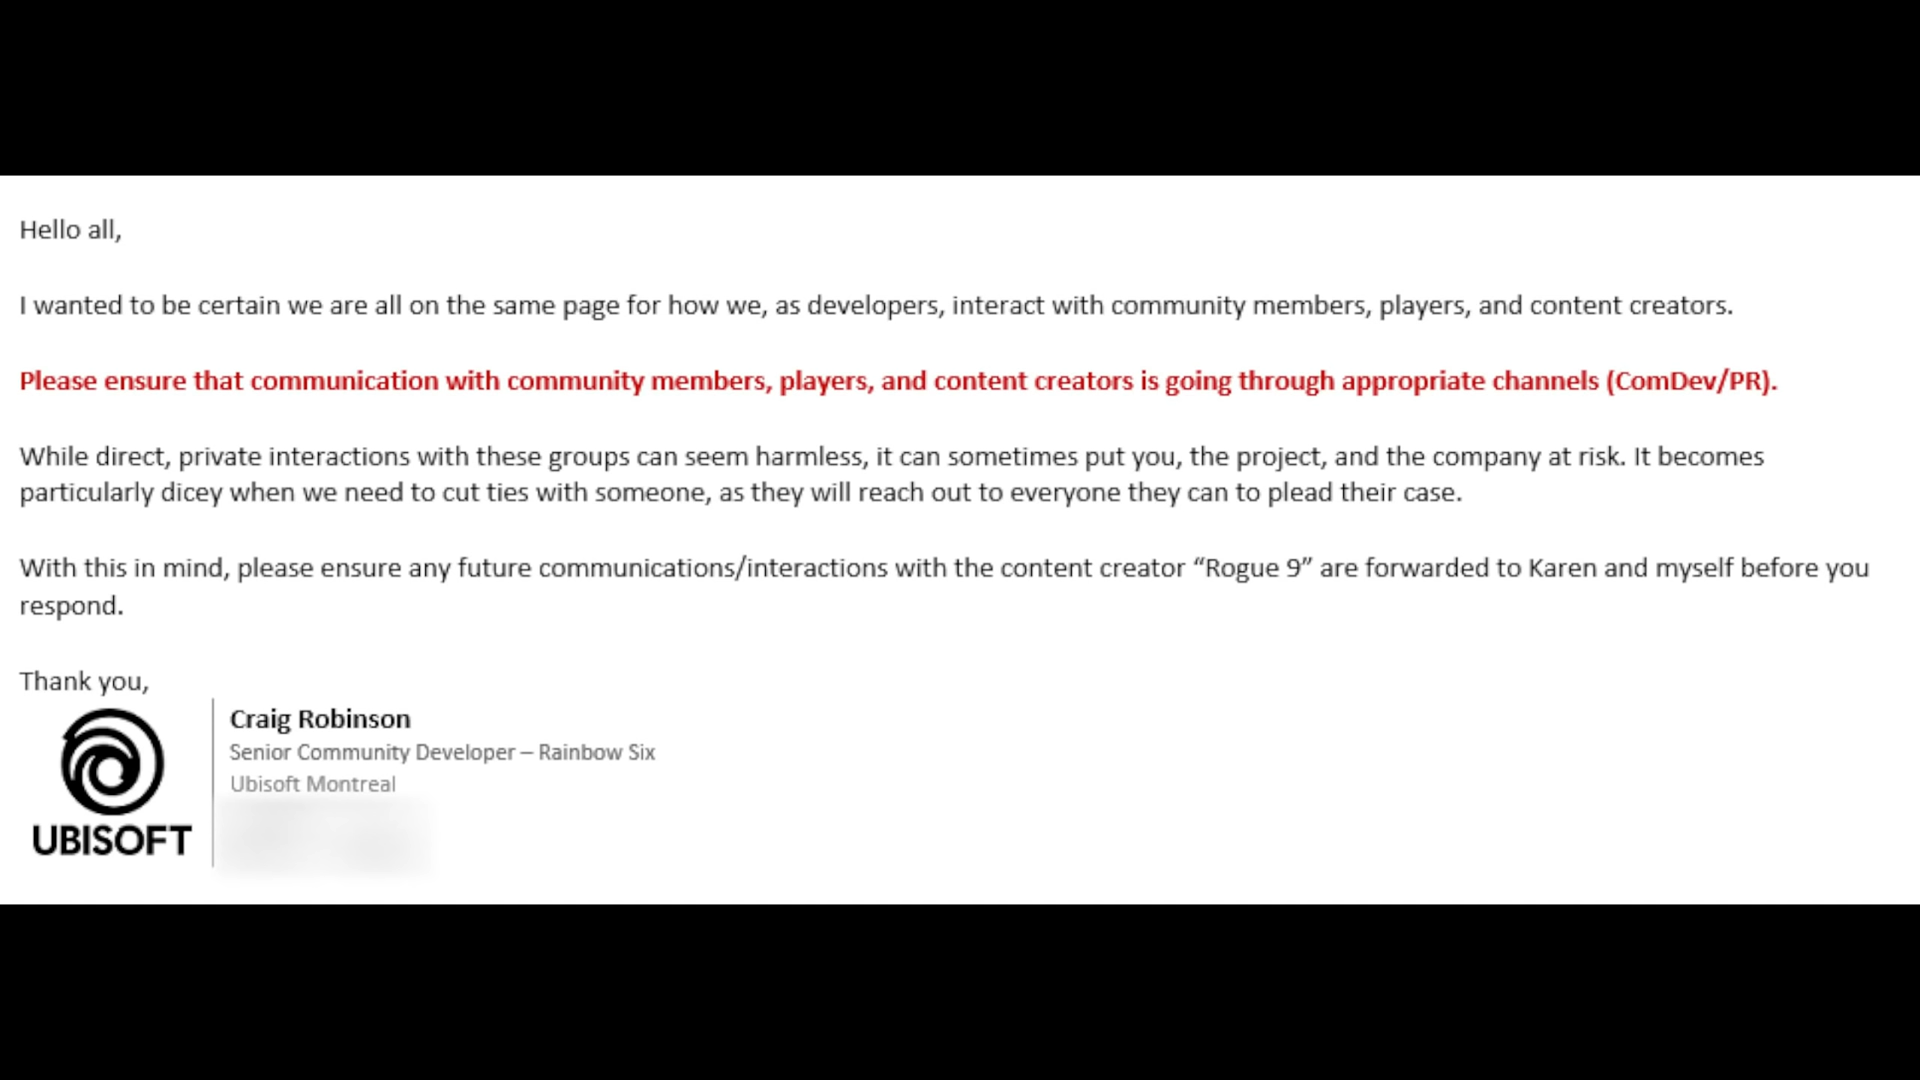 Hello all,
I wanted to be certain we are all on the same page for how we, as developers, interact with community members, players, and content creators.
Please ensure that communication with community members, players, and content creators is going through appropriate channels (ComDev/PR).
While direct, private interactions with these groups can seem harmless, it can sometimes put you, the project, and the company at risk. It becomes
particularly dicey when we need to cut ties with someone, as they will reach out to everyone they can to plead their case.
With this in mind, please ensure any future communications/interactions with the content creator “Rogue 9” are forwarded to Karen and myself before you
respond.
Thank you,
Craig Robinson
Senior Community Developer – Rainbow Six
Ubisoft Montreal
UBISOFT